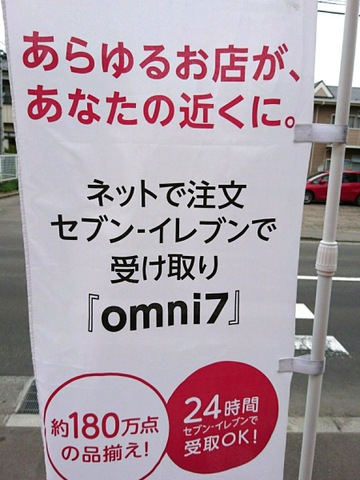 あらゆるお店が、
あなたの近くに。
ネットで注文
セブン-イレブンで
受け取り
『omni7』
約180万点
の品揃え!
24時間
セブン-イレブンで
受取OK!